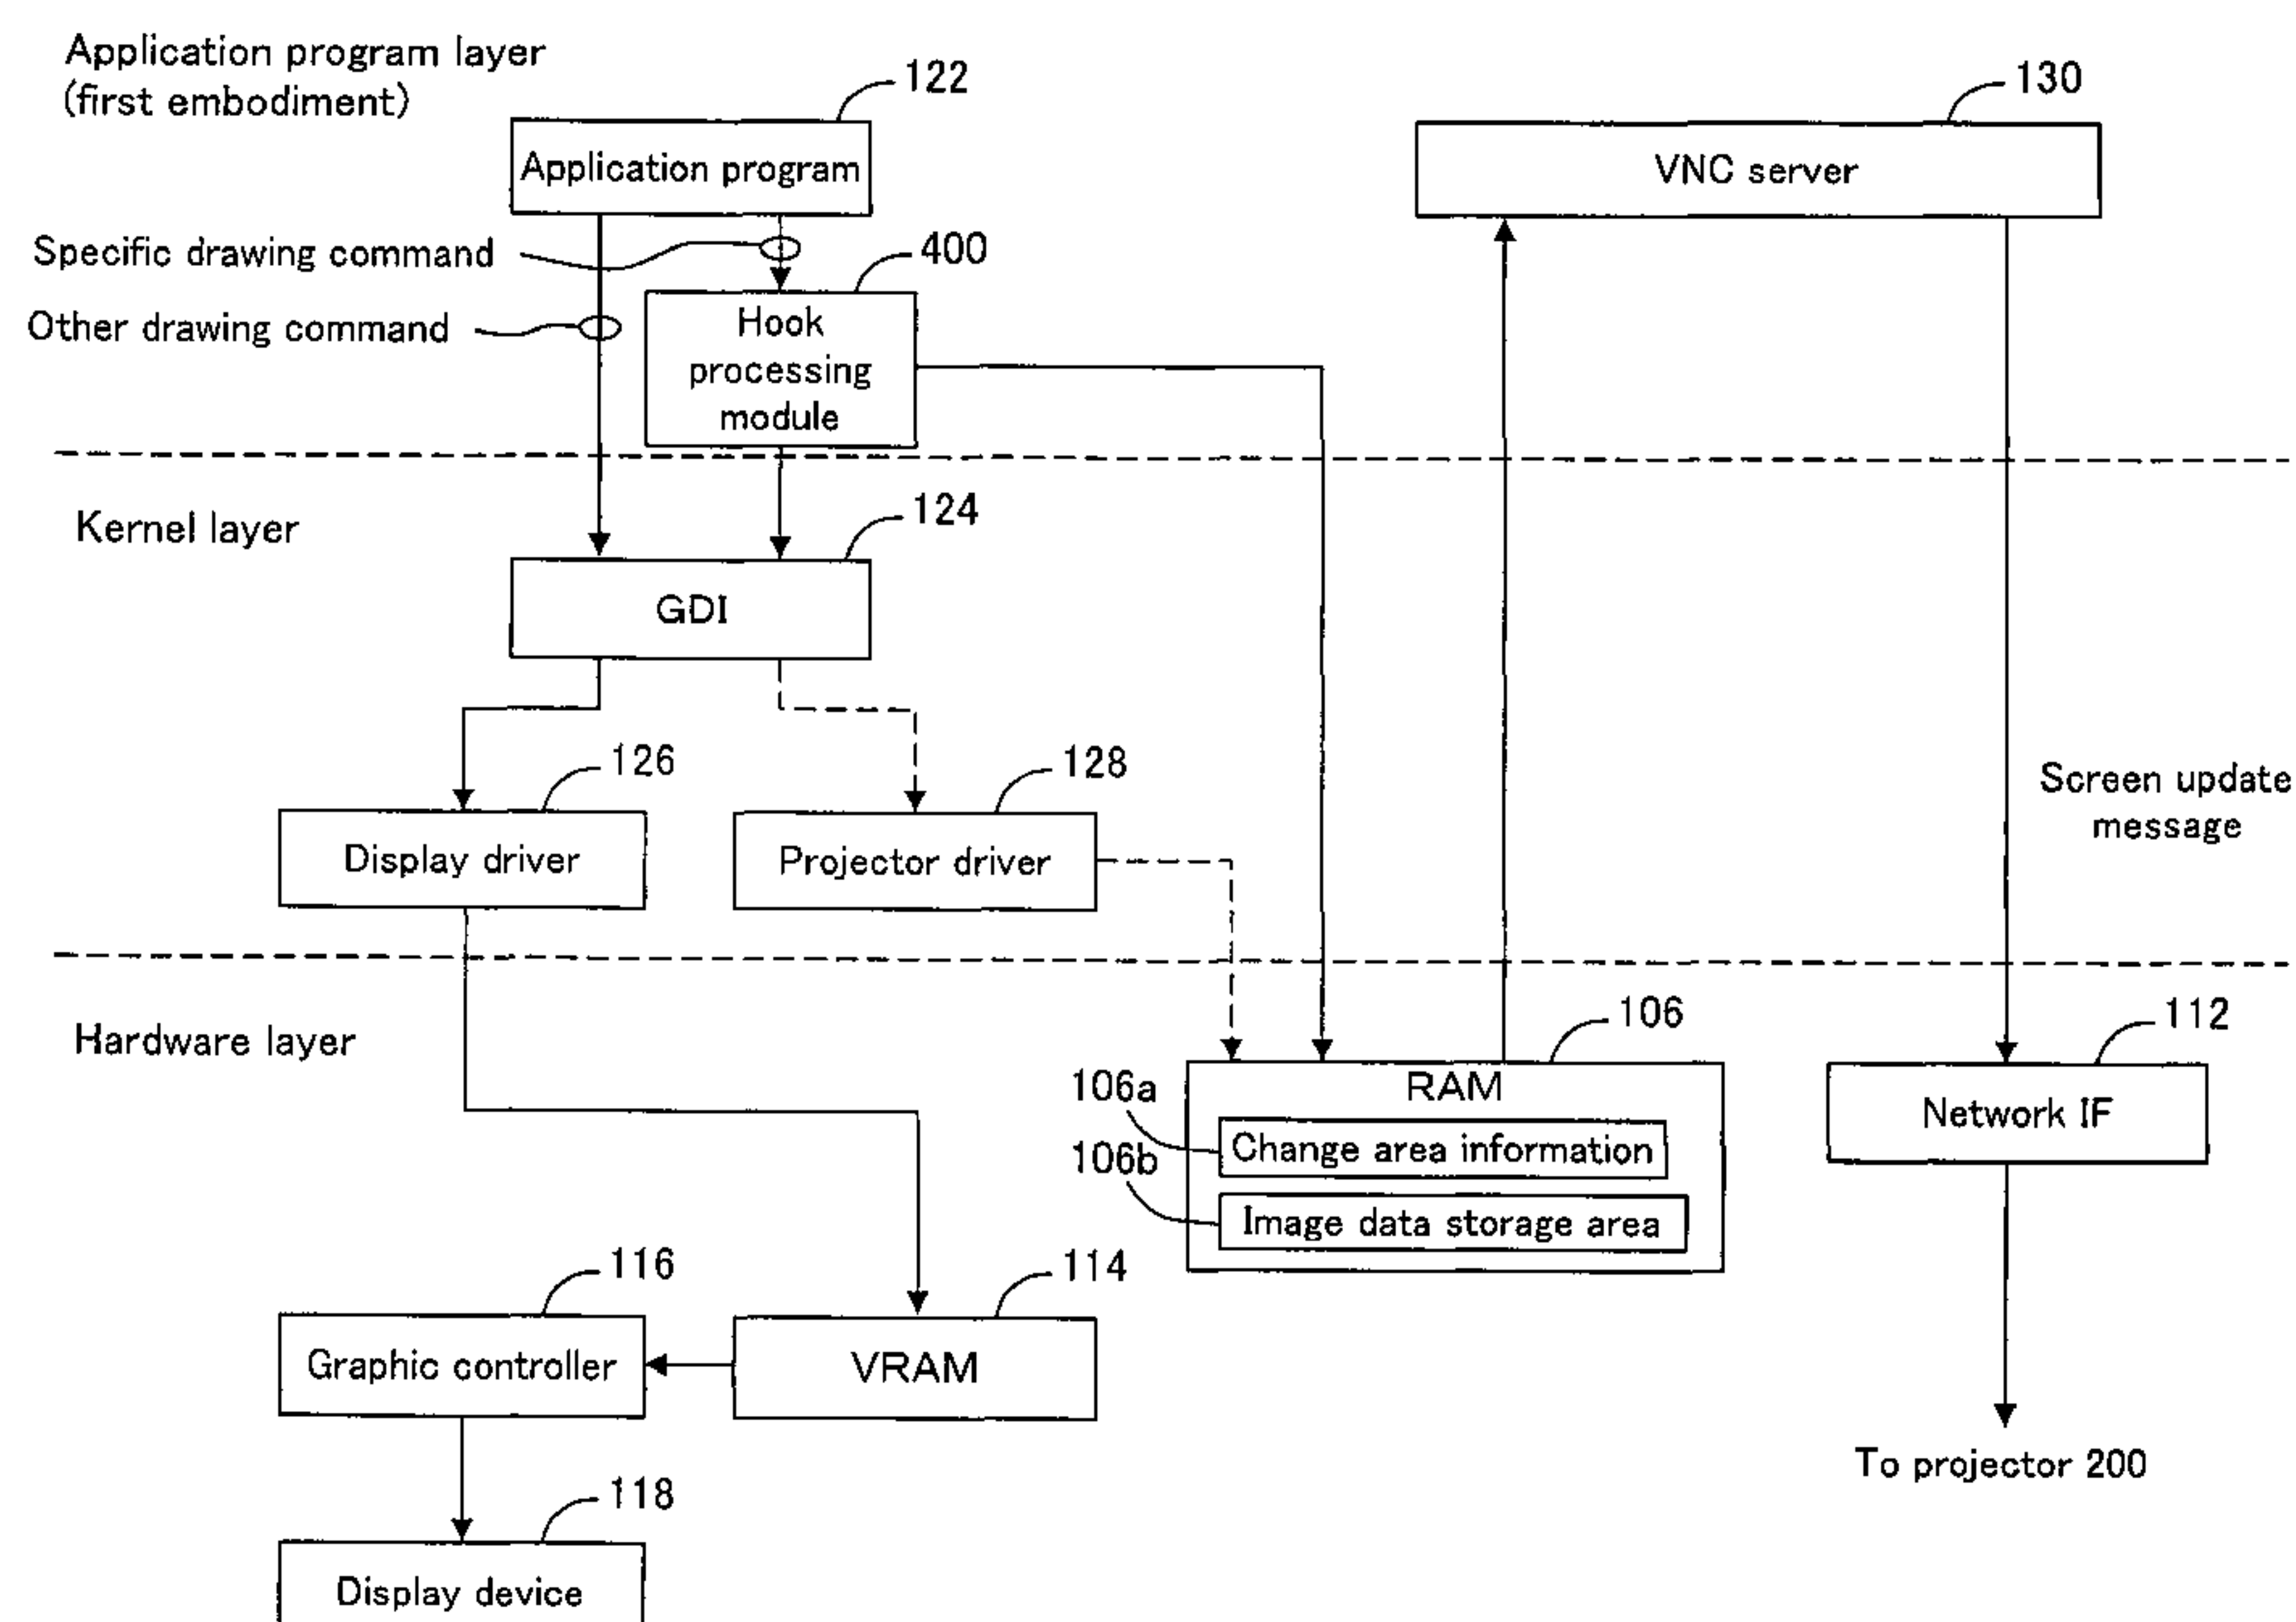 Application program layer
(first embodiment)
122
130
Application program
VNC server
Specific drawing command
400
Other drawing command
Hook
processing
module
Kernel layer
124
GDI
126
128
Screen update
message
Display driver
Projector driver
Hardware layer
106
112
106a
RAM
Network IF
106b
Change area information
Image data storage area
116
114
Graphic controller
VRAM
To projector 200
118
Display device